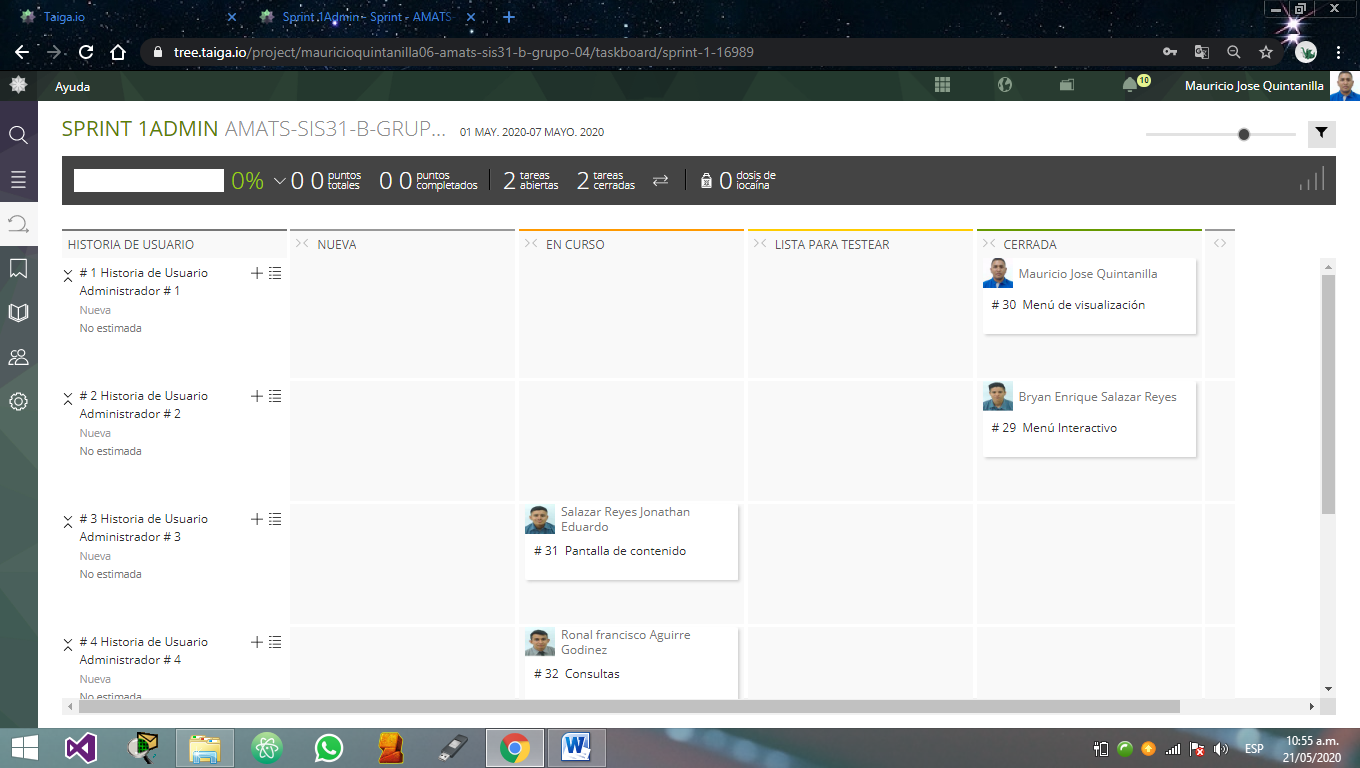 Taiga.io
Sprint 1Admin - Sprint - AMATS
tree.taiga.io/project/mauricioquintanilla06-amats-sis31-b-grupo-04/taskboard/sprint-1-16989
Ayuda
10
Mauricio Jose Quintanilla
SPRINT 1ADMIN AMATS-SIS31-B-GRUP... 01 MAY. 2020-07 MAYO. 2020
0% 0 0 puntos totales 0 0 puntos completados 2 tareas abiertas 2 tareas cerradas 0 dosis de iocaína
HISTORIA DE USUARIO NUEVA EN CURSO LISTA PARA TESTEAR CERRADA
# 1 Historia de Usuario
Administrador # 1
Nueva
No estimada
Mauricio Jose Quintanilla
# 30 Menú de visualización
# 2 Historia de Usuario
Administrador # 2
Nueva
No estimada
Bryan Enrique Salazar Reyes
# 29 Menú Interactivo
# 3 Historia de Usuario
Administrador # 3
Nueva
No estimada
Salazar Reyes Jonathan
Eduardo
# 31 Pantalla de contenido
# 4 Historia de Usuario
Administrador # 4
Nueva
No estimada
Ronal francisco Aguirre
Godinez
# 32 Consultas
ESP
10:55 a.m.
21/05/2020